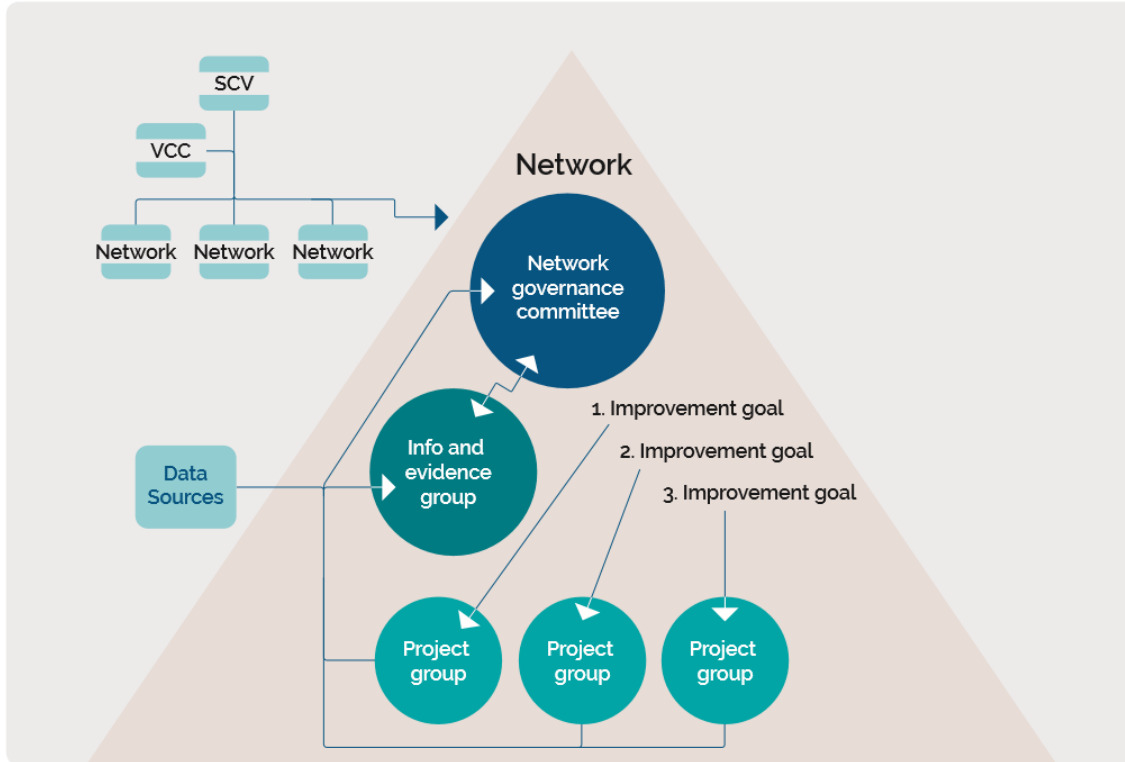 SCV
VCC
Network
Network
Network
Network
Network
governance
committee
1. Improvement goal
2. Improvement goal
3. Improvement goal
Info and
evidence
group
Data
Sources
Project
group
Project
group
Project
group